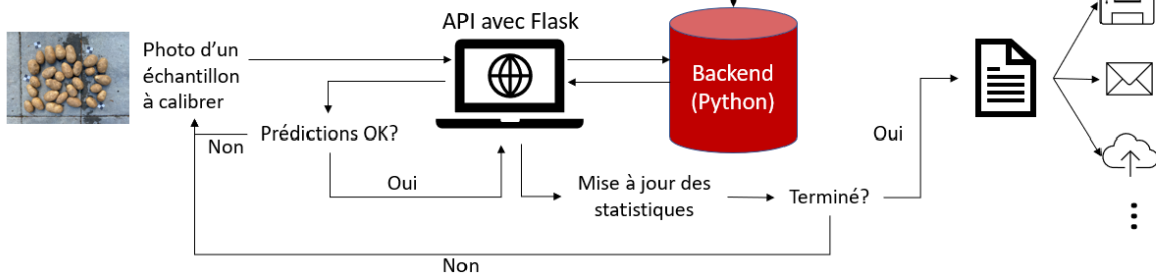 API avec Flask
Photo d'un
échantillon
à calibrer
Backend
(Python)
Non
Prédictions OK?
Oui
Oui
Mise à jour des
statistiques
Terminé?
Non